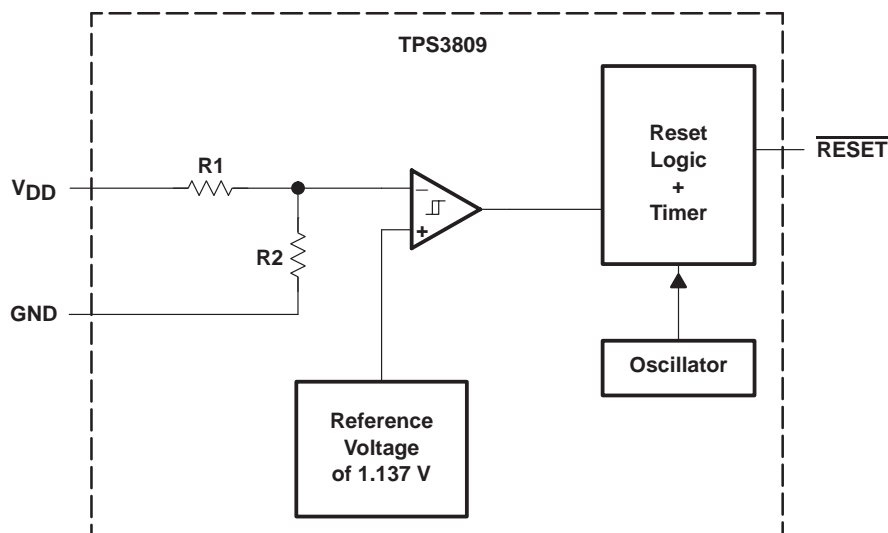 TPS3809
Reset
Logic
+
Timer
RESET
R1
VDD
−
+
R2
GND
Oscillator
Reference
Voltage
of 1.137 V